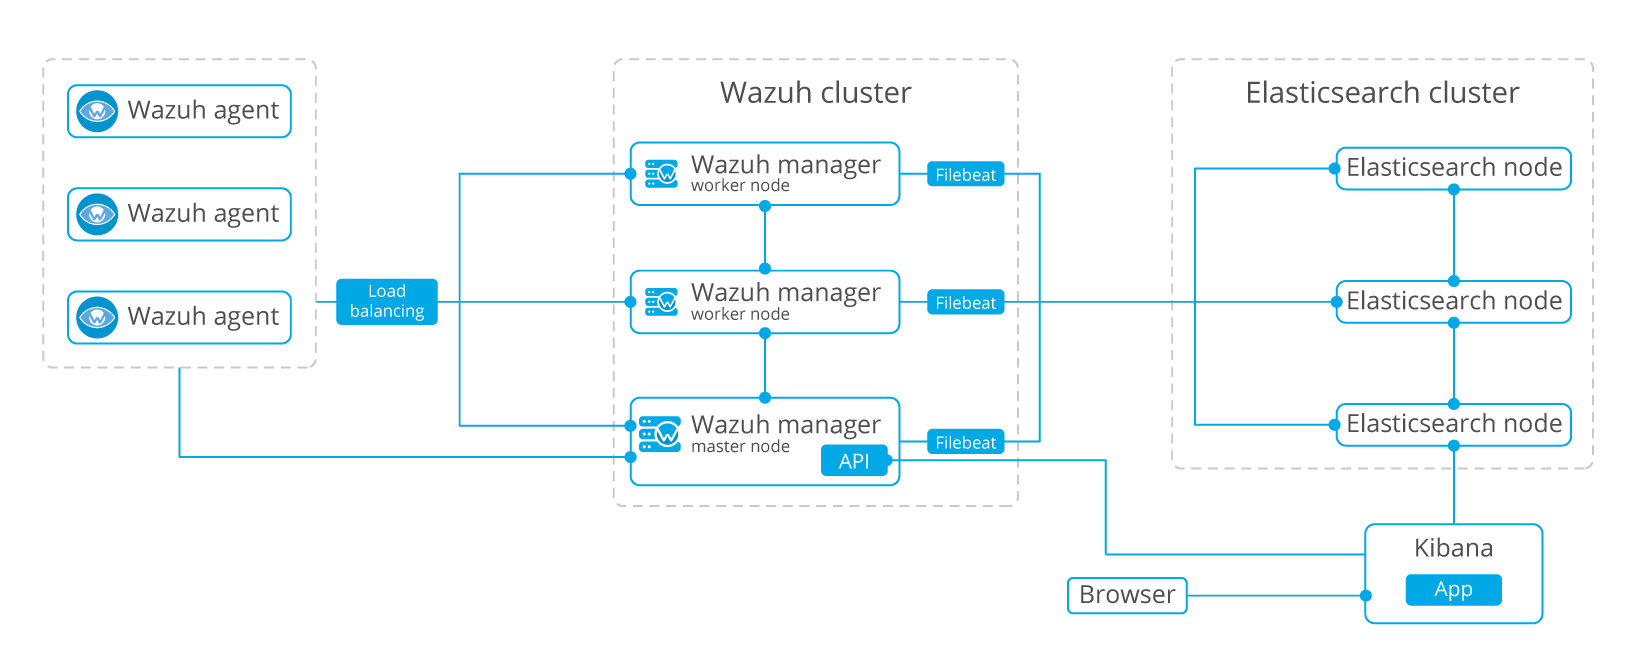 Wazuh agent
Wazuh agent
Wazuh agent
Load
balancing
Wazuh cluster
Wazuh manager
worker node
Filebeat
Wazuh manager
worker node
Filebeat
Wazuh manager
master node
API
Filebeat
Elasticsearch cluster
Elasticsearch node
Elasticsearch node
Elasticsearch node
Kibana
App
Browser